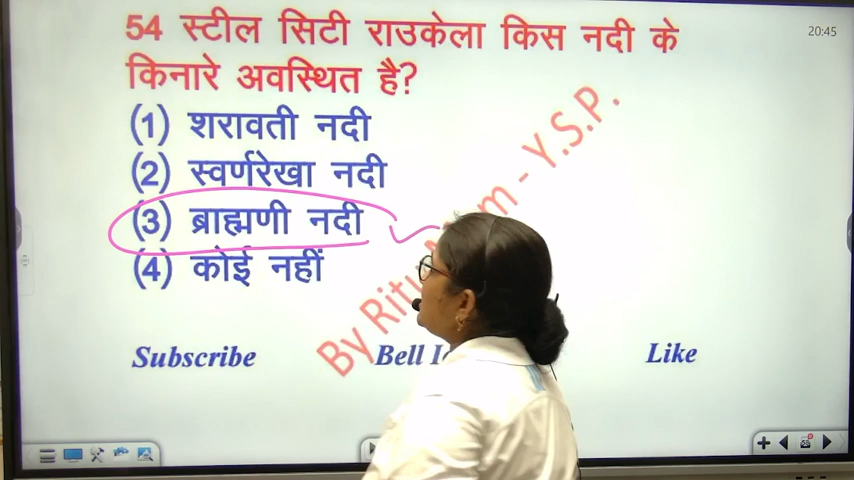 54 स्टील सिटी राउकेला किस नदी के
किनारे अवस्थित है?
(1) शरावती नदी
(2) स्वर्णरेखा नदी
(3) ब्राह्मणी नदी
(4) कोई नहीं
By Ritu - Y.S.P.
Subscribe
Bell
Like
20:45